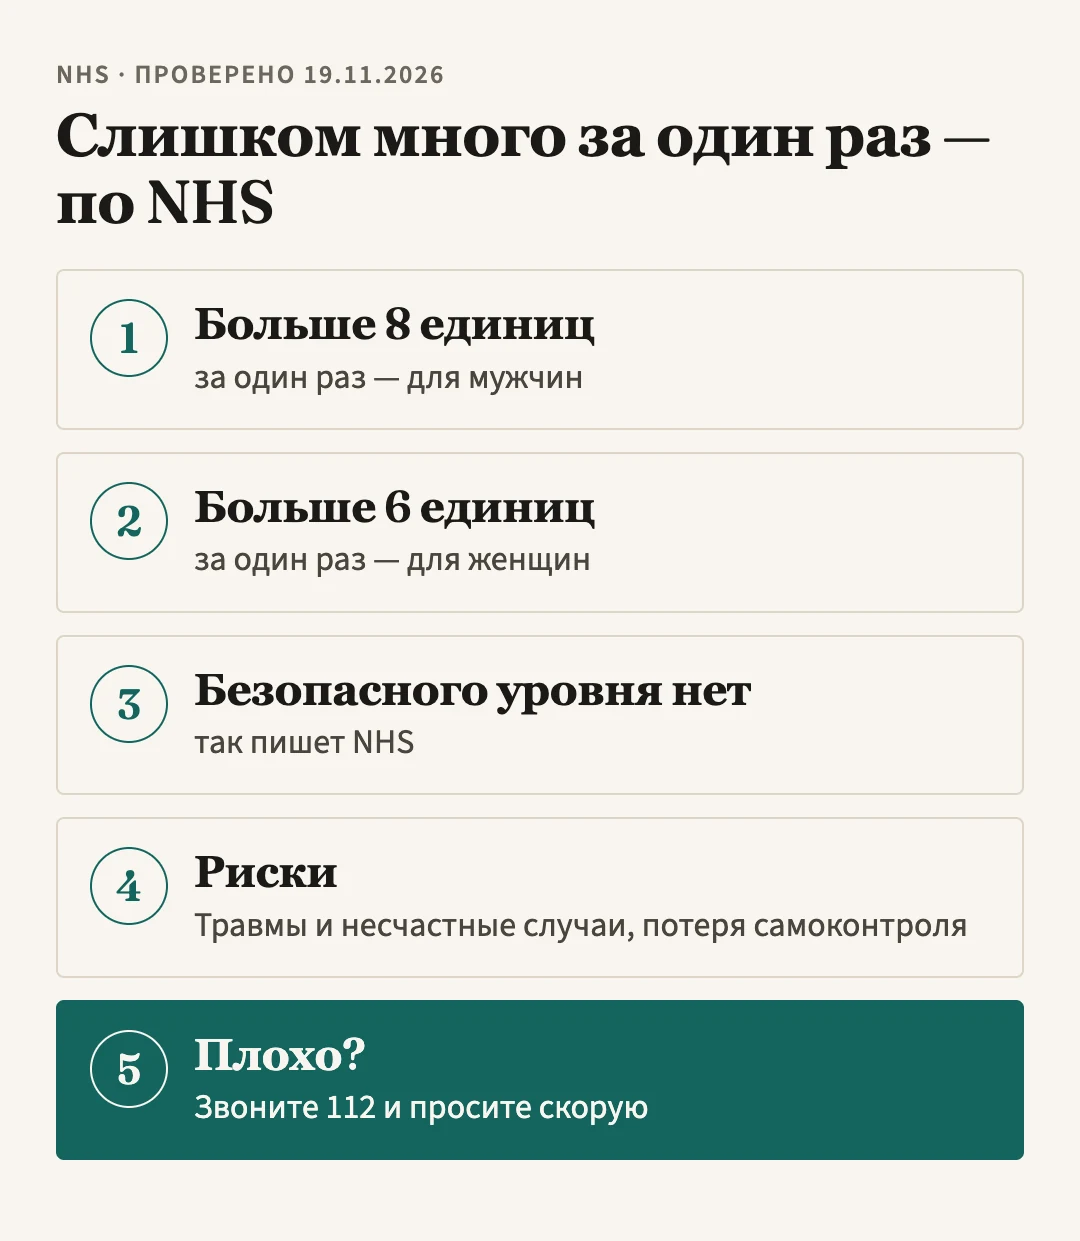 NHS · ПРОВЕРЕНО 19.11.2026
Слишком много за один раз —
по NHS
1
Больше 8 единиц
за один раз — для мужчин
2
Больше 6 единиц
за один раз — для женщин
3
Безопасного уровня нет
так пишет NHS
4
Риски
Травмы и несчастные случаи, потеря самоконтроля
5
Плохо?
Звоните 112 и просите скорую